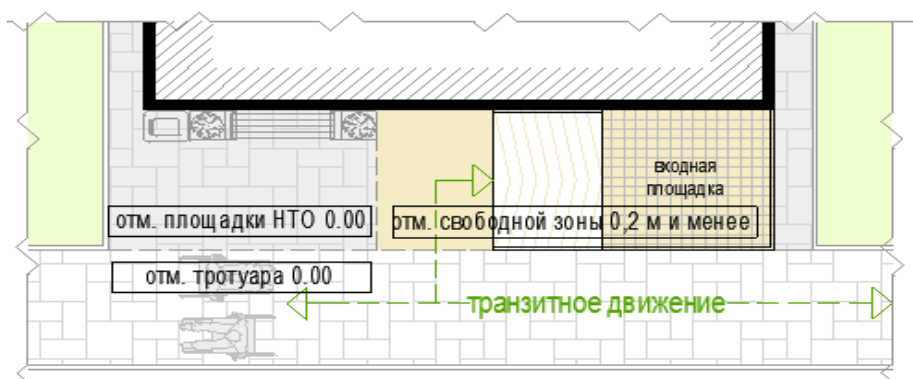 входная
площадка
отм. площадки НТО 0.00
отм. свободной зоны 0,2 м и менее
отм. тротуара 0.00
транзитное движение